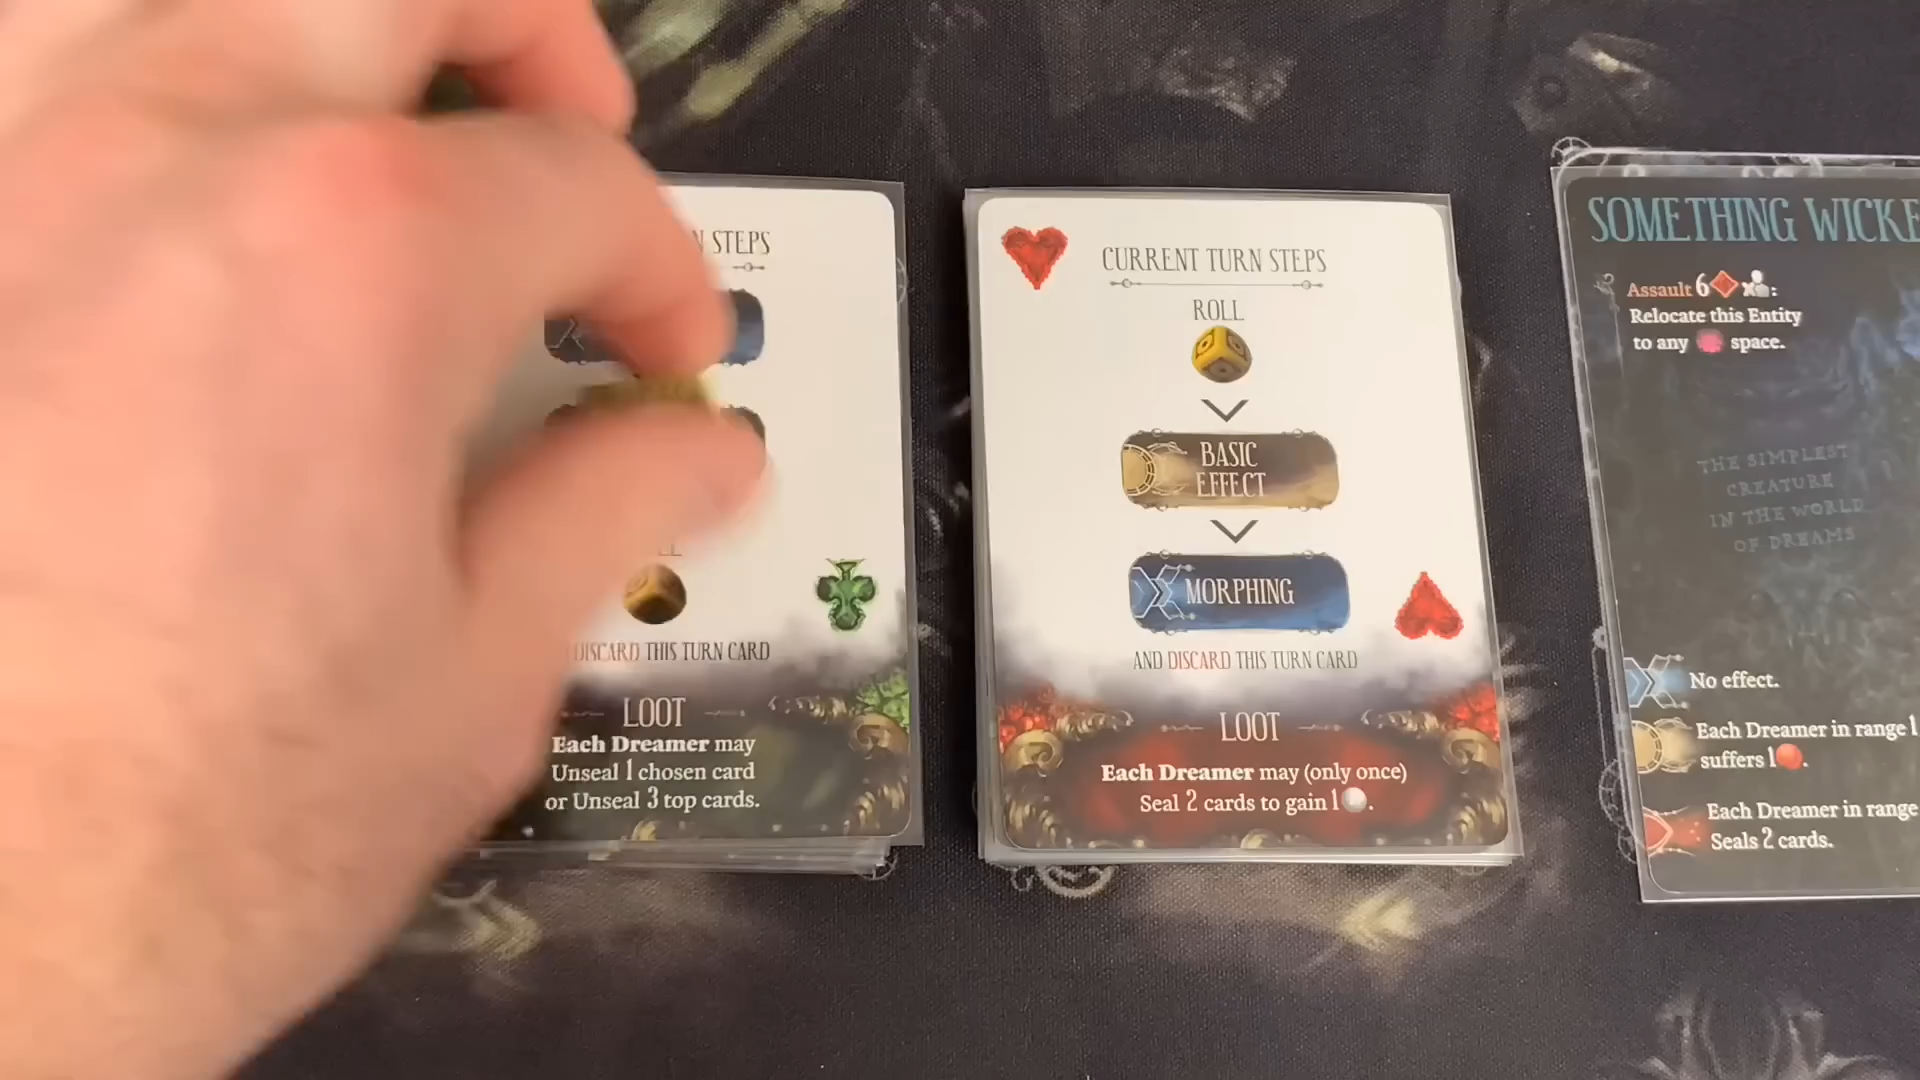 STEPS
DISCARD THIS TURN CARD
LOOT
Each Dreamer may
Unseal 1 chosen card
or Unseal 3 top cards.
CURRENT TURN STEPS
ROLL
BASIC
EFFECT
MORPHING
AND DISCARD THIS TURN CARD
LOOT
Each Dreamer may (only once)
Seal 2 cards to gain 1.
SOMETHING
Assault 6 x:
Relocate this Entity
to any space.
THE SIMPLEST
CREATURE
IN THE WORLD
OF DREAMS
No effect.
Each Dreamer in range 1
suffers 1.
Each Dreamer in range
Seals 2 cards.